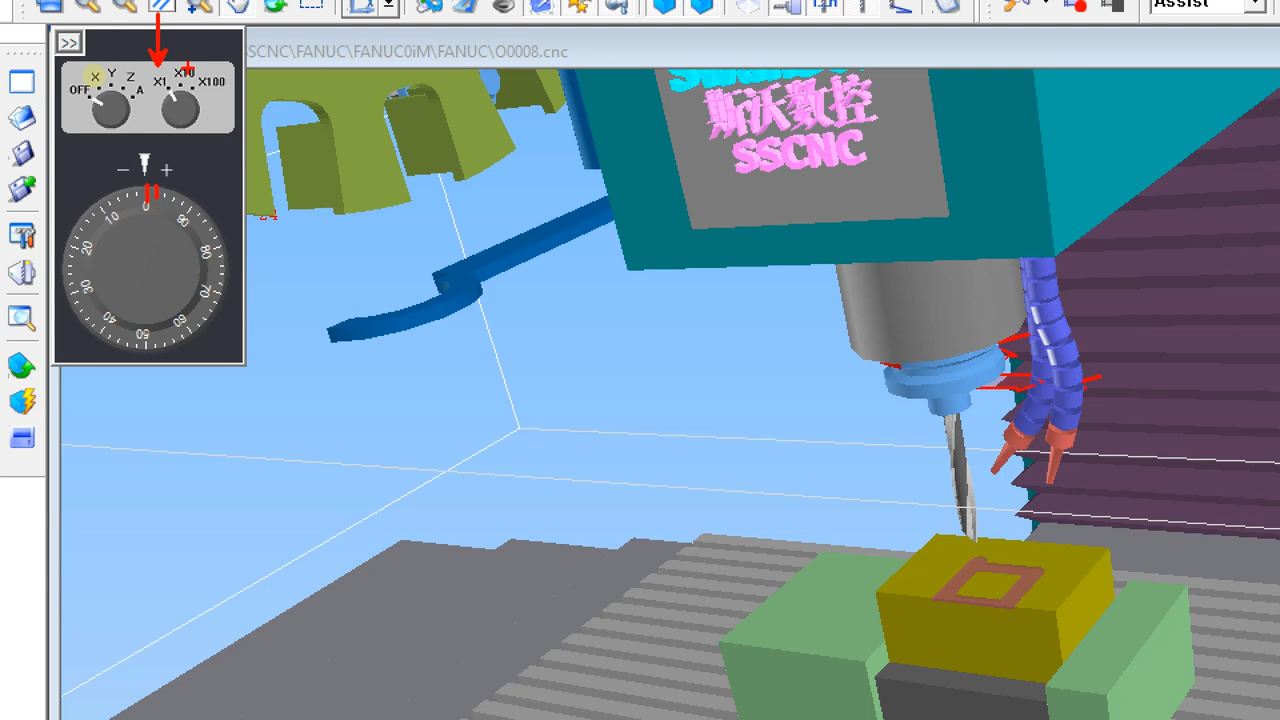 Assist
SSCNC\FANUC\FANUC0iM\FANUC\O0008.cnc
>>
OFF X Y Z A X1 X10 X100
− +
0 10 20 30 40 50 60 70 80 90
斯沃数控
SSCNC